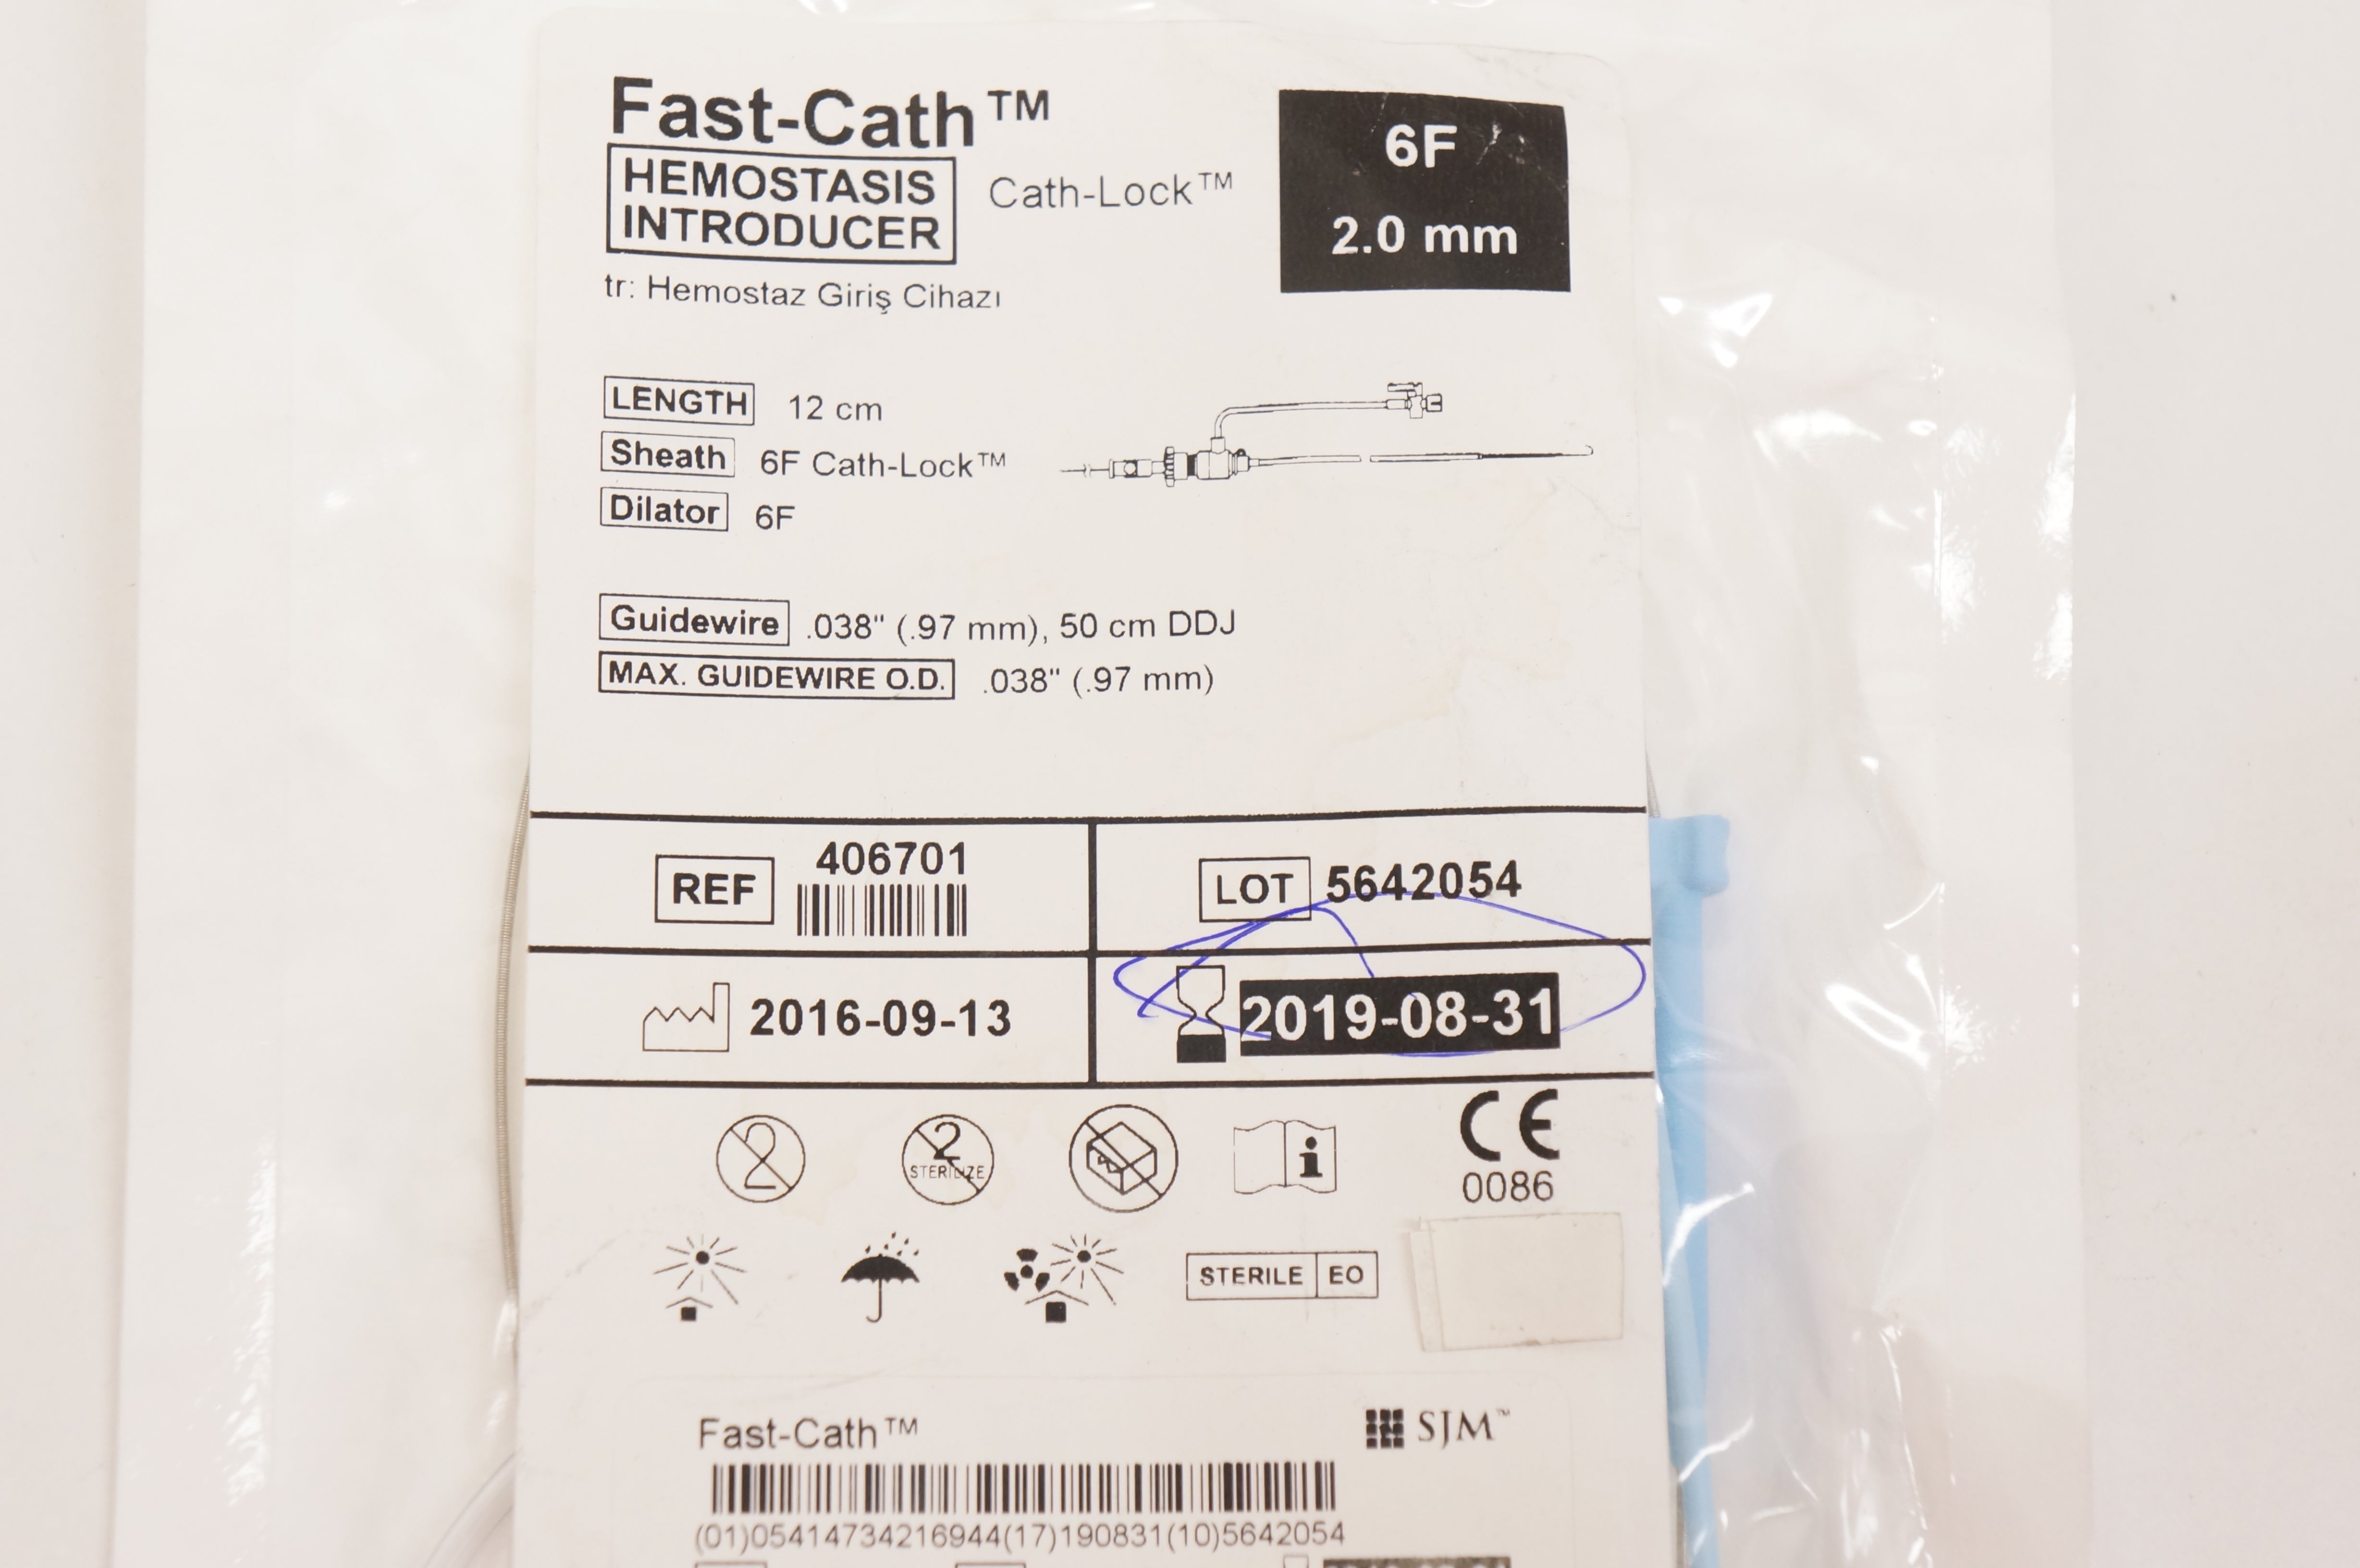 Fast-Cath™
6F
2.0 mm
HEMOSTASIS
INTRODUCER
Cath-Lock™
tr: Hemostaz Giriş Cihazı
LENGTH 12 cm
Sheath 6F Cath-Lock™
Dilator 6F
Guidewire .038" (.97 mm), 50 cm DDJ
MAX. GUIDEWIRE O.D. .038" (.97 mm)
REF 406701
LOT 5642054
2016-09-13
2019-08-31
2
2
STERILIZE
i
CE
0086
STERILE EO
Fast-Cath™
SJM™
(01)05414734216944(17)190831(10)5642054